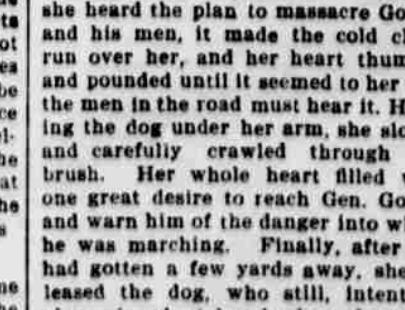 she heard the plan to massacre Go
and his men, it made the cold c
run over her, and her heart thum
and pounded until it seemed to her
the men in the road must hear it. H
ing the dog under her arm, she slo
and carefully crawled through
brush. Her whole heart filled
one great desire to reach Gen. Go
and warn him of the danger into w
he was marching. Finally, after
had gotten a few yards away, she
leased the dog, who still, intent